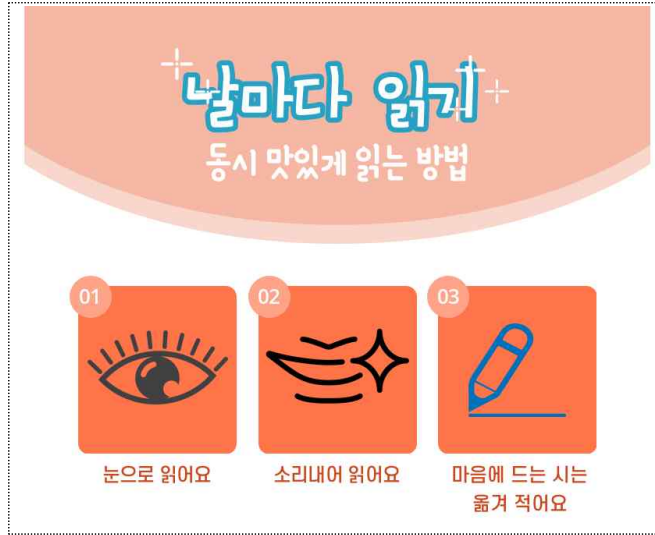 날마다 읽기
동시 맛있게 읽는 방법
01
02
03
눈으로 읽어요
소리내어 읽어요
마음에 드는 시는
옮겨 적어요